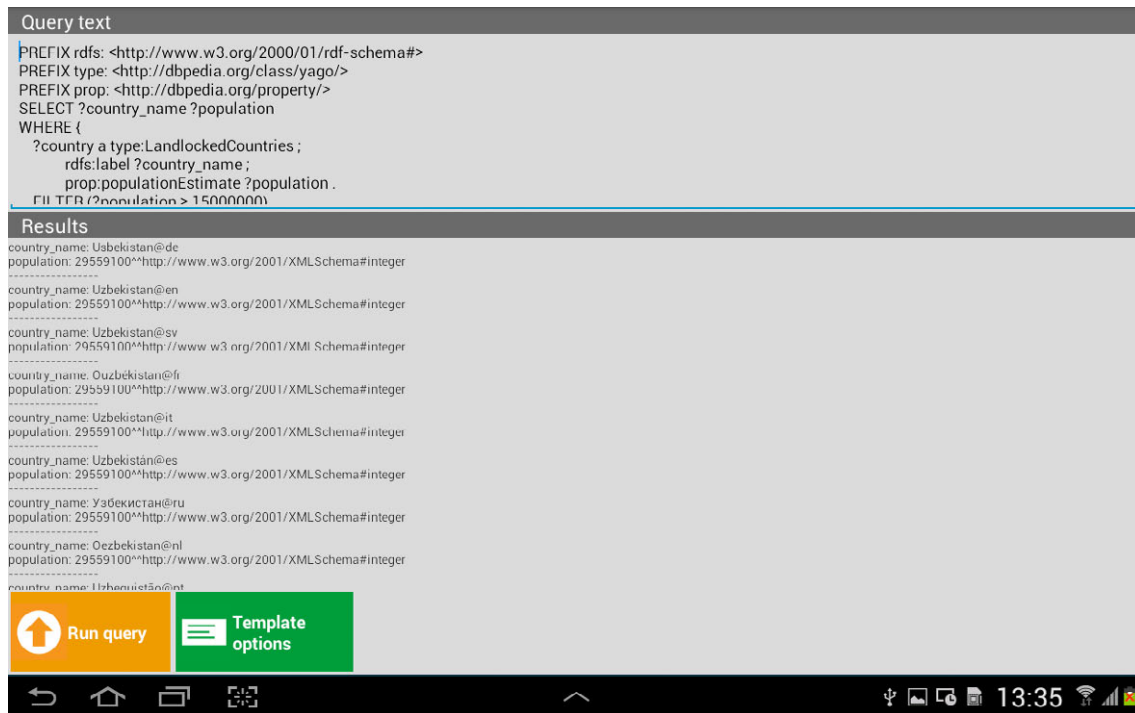 Query text
PREFIX rdfs: <http://www.w3.org/2000/01/rdf-schema#>
PREFIX type: <http://dbpedia.org/class/yago/>
PREFIX prop: <http://dbpedia.org/property/>
SELECT ?country_name ?population
WHERE {
?country a type:LandlockedCountries ;
rdfs:label ?country_name ;
prop:populationEstimate ?population .
FILTER (?population > 15000000)
Results
country_name: Usbekistan@de
population: 29559100^^http://www.w3.org/2001/XMLSchema#integer
------------------
country_name: Uzbekistan@en
population: 29559100^^http://www.w3.org/2001/XMLSchema#integer
------------------
country_name: Uzbekistan@sv
population: 29559100^^http://www.w3.org/2001/XMLSchema#integer
------------------
country_name: Ouzbékistan@fr
population: 29559100^^http://www.w3.org/2001/XMLSchema#integer
------------------
country_name: Uzbekistan@it
population: 29559100^^http://www.w3.org/2001/XMLSchema#integer
------------------
country_name: Uzbekistán@es
population: 29559100^^http://www.w3.org/2001/XMLSchema#integer
------------------
country_name: Узбекистан@ru
population: 29559100^^http://www.w3.org/2001/XMLSchema#integer
------------------
country_name: Oezbekistan@nl
population: 29559100^^http://www.w3.org/2001/XMLSchema#integer
------------------
country_name: Uzbequistão@pt
Run query
Template
options
13:35